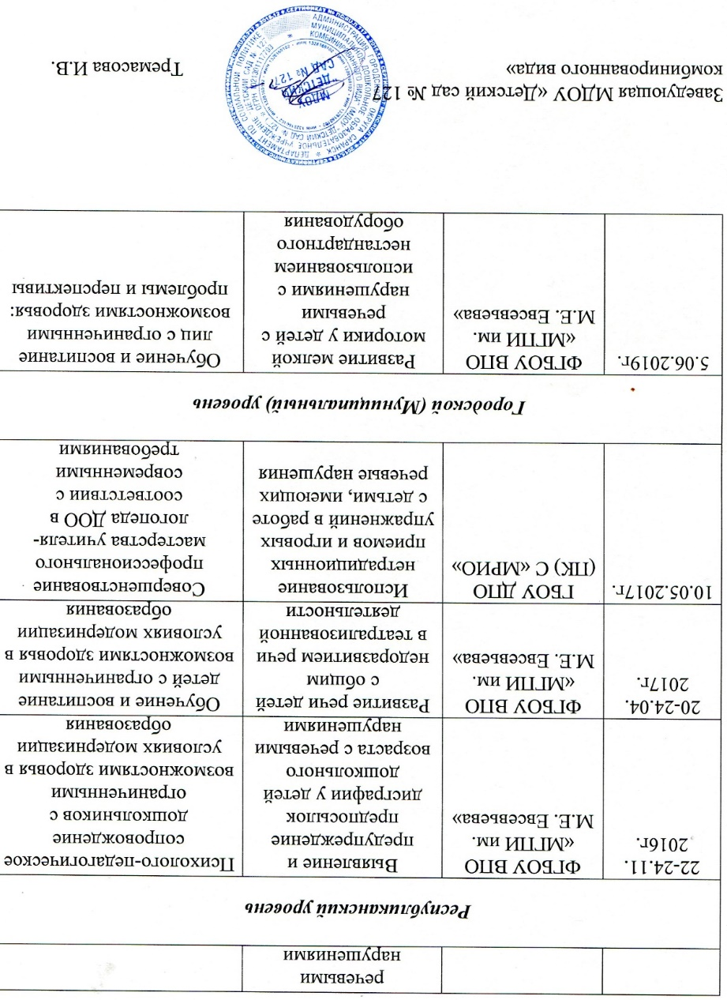 речевыми
нарушениями
Республиканский уровень
22-24.11.
2016г.
ФГБОУ ВПО
«МГПИ им.
М.Е. Евсевьева»
Выявление и
предупреждение
предпосылок
дисграфии у детей
дошкольного
возраста с речевыми
нарушениями
Психолого-педагогическое
сопровождение
дошкольников с
ограниченными
возможностями здоровья в
условиях модернизации
образования
20-24.04.
2017г.
ФГБОУ ВПО
«МГПИ им.
М.Е. Евсевьева»
Развитие речи детей
с общим
недоразвитием речи
в театрализованной
деятельности
Обучение и воспитание
детей с ограниченными
возможностями здоровья в
условиях модернизации
образования
10.05.2017г.
ГБОУ ДПО
(ПК) С «МРИО»
Использование
нетрадиционных
приемов и игровых
упражнений в работе
с детьми, имеющих
речевые нарушения
Совершенствование
профессионального
мастерства учителя-
логопеда ДОО в
соответствии с
современными
требованиями
Городской (Муниципальный) уровень
5.06.2019г.
ФГБОУ ВПО
«МГПИ им.
М.Е. Евсевьева»
Развитие мелкой
моторики у детей с
речевыми
нарушениями с
использованием
нестандартного
оборудования
Обучение и воспитание
лиц с ограниченными
возможностями здоровья:
проблемы и перспективы
Заведующая МДОУ «Детский сад № 127
комбинированного вида»
Тремасова И.В.
МДОУ
"ДЕТСКИЙ
САД № 127"